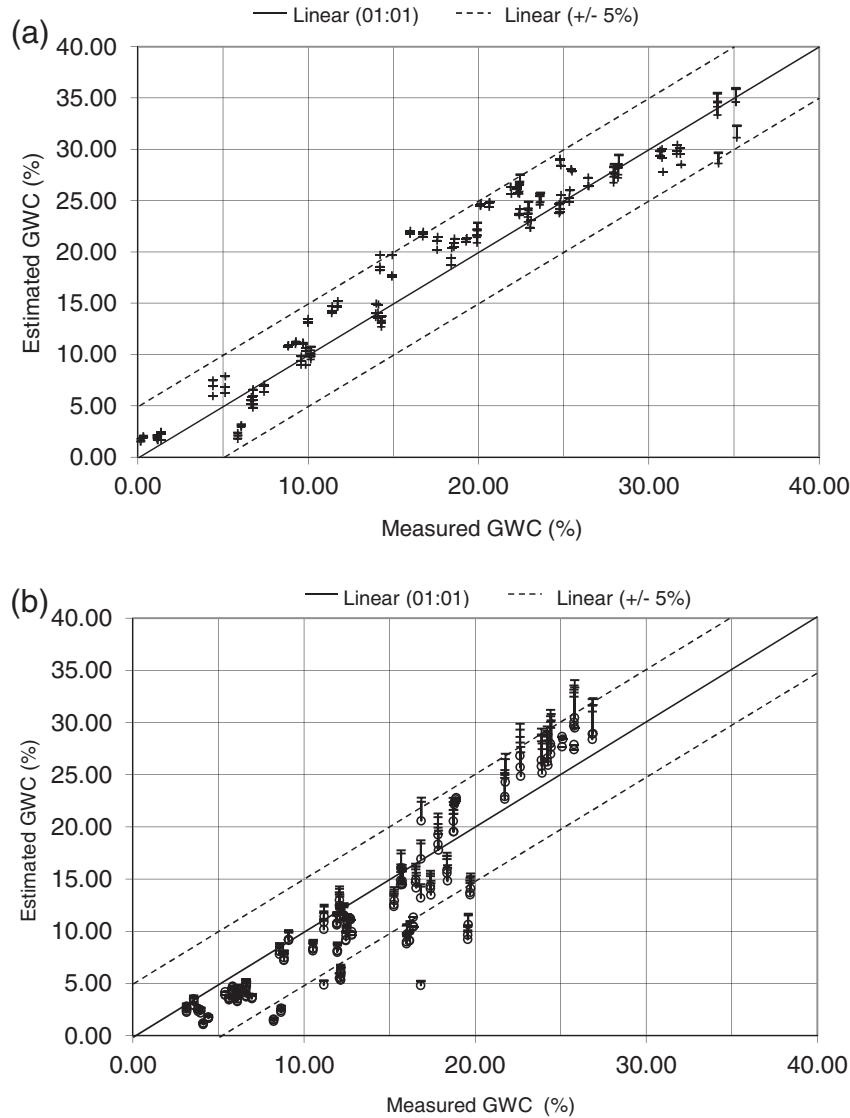 (a)
Linear (01:01) Linear (+/- 5%)
40.00
35.00
30.00
25.00
20.00
15.00
10.00
5.00
0.00
Estimated GWC (%)
0.00 10.00 20.00 30.00 40.00
Measured GWC (%)
(b)
Linear (01:01) Linear (+/- 5%)
40.00
35.00
30.00
25.00
20.00
15.00
10.00
5.00
0.00
Estimated GWC (%)
0.00 10.00 20.00 30.00 40.00
Measured GWC (%)